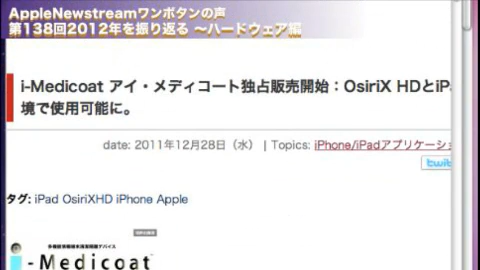 AppleNewstreamワンボタンの声
第138回2012年を振り返る ～ハードウェア編
i-Medicoat アイ・メディコート独占販売開始：OsiriX HDとiPa
境で使用可能に。
date: 2011年12月28日（水） | Topics: iPhone/iPadアプリケーショ
twit
タグ: iPad OsiriXHD iPhone Apple
i-Medicoat